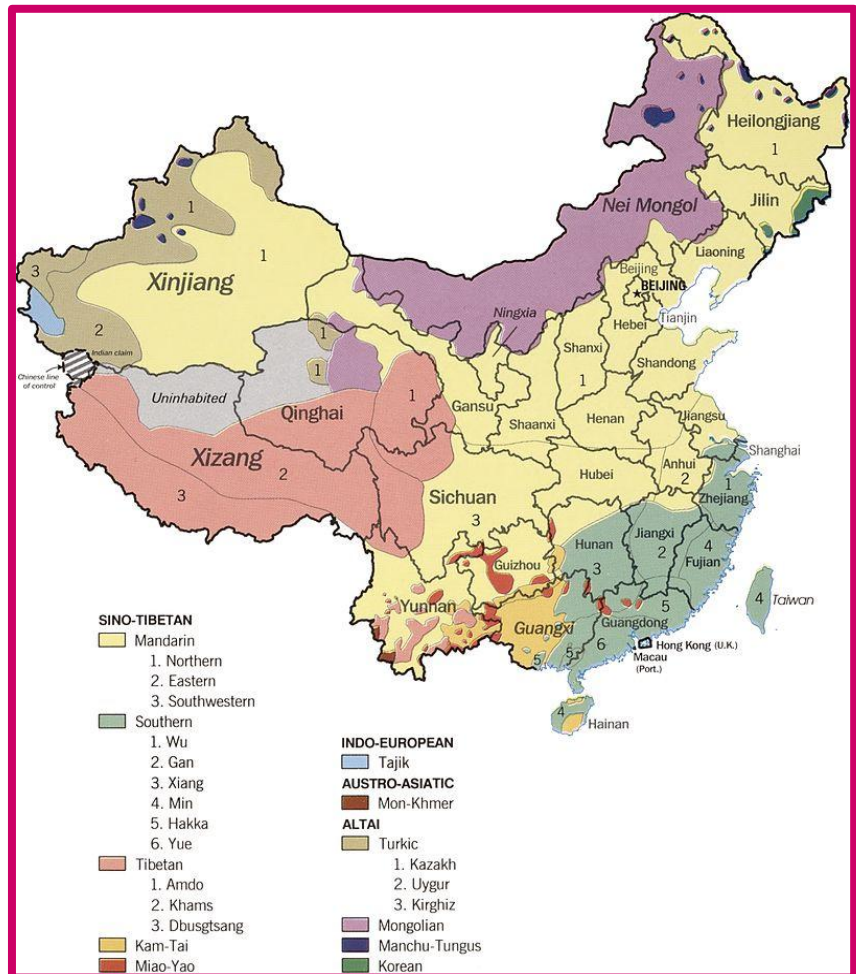 Heilongjiang
1
Jilin
Nei Mongol
Liaoning
1
Xinjiang
1
Beijing
★BEIJING
3
Tianjin
Ningxia
Hebei
2
Indian claim
Shanxi
Shandong
Chinese line
of control
1
1
1
Uninhabited
Qinghai
1
Gansu
Shaanxi
Henan
Jiangsu
Xizang
Shanghai
2
Anhui
2
1
Zhejiang
3
Sichuan
Hubei
3
Hunan
3
Jiangxi
2
4
Fujian
Guizhou
4
Taiwan
Yunnan
Guangxi
5
Guangdong
6
5
5
Hong Kong (U.K.)
Macau
(Port.)
4
Hainan
SINO-TIBETAN
Mandarin
1. Northern
2. Eastern
3. Southwestern
Southern
1. Wu
2. Gan
3. Xiang
4. Min
5. Hakka
6. Yue
Tibetan
1. Amdo
2. Khams
3. Dbusgtsang
Kam-Tai
Miao-Yao
INDO-EUROPEAN
Tajik
AUSTRO-ASIATIC
Mon-Khmer
ALTAI
Turkic
1. Kazakh
2. Uygur
3. Kirghiz
Mongolian
Manchu-Tungus
Korean